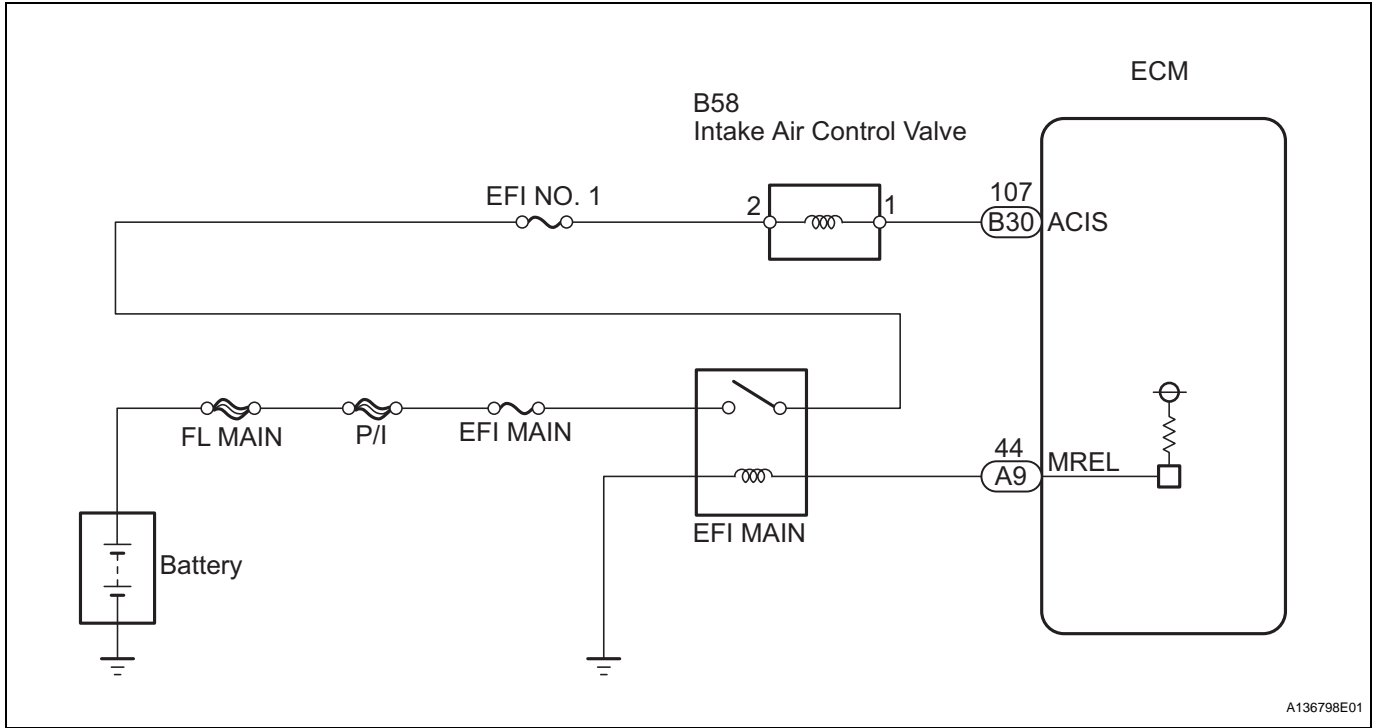 ECM
B58
Intake Air Control Valve
EFI NO. 1
2
1
107
B30
ACIS
FL MAIN
P/I
EFI MAIN
44
A9
MREL
EFI MAIN
Battery
A136798E01